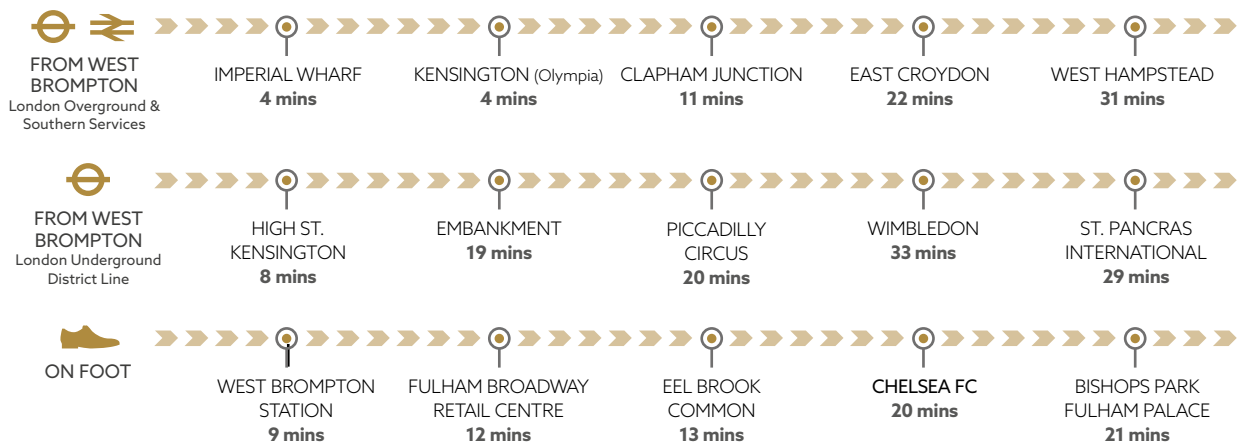 FROM WEST
BROMPTON
London Overground &
Southern Services
IMPERIAL WHARF
4 mins
KENSINGTON (Olympia)
4 mins
CLAPHAM JUNCTION
11 mins
EAST CROYDON
22 mins
WEST HAMPSTEAD
31 mins
FROM WEST
BROMPTON
London Underground
District Line
HIGH ST.
KENSINGTON
8 mins
EMBANKMENT
19 mins
PICCADILLY
CIRCUS
20 mins
WIMBLEDON
33 mins
ST. PANCRAS
INTERNATIONAL
29 mins
ON FOOT
WEST BROMPTON
STATION
9 mins
FULHAM BROADWAY
RETAIL CENTRE
12 mins
EEL BROOK
COMMON
13 mins
CHELSEA FC
20 mins
BISHOPS PARK
FULHAM PALACE
21 mins